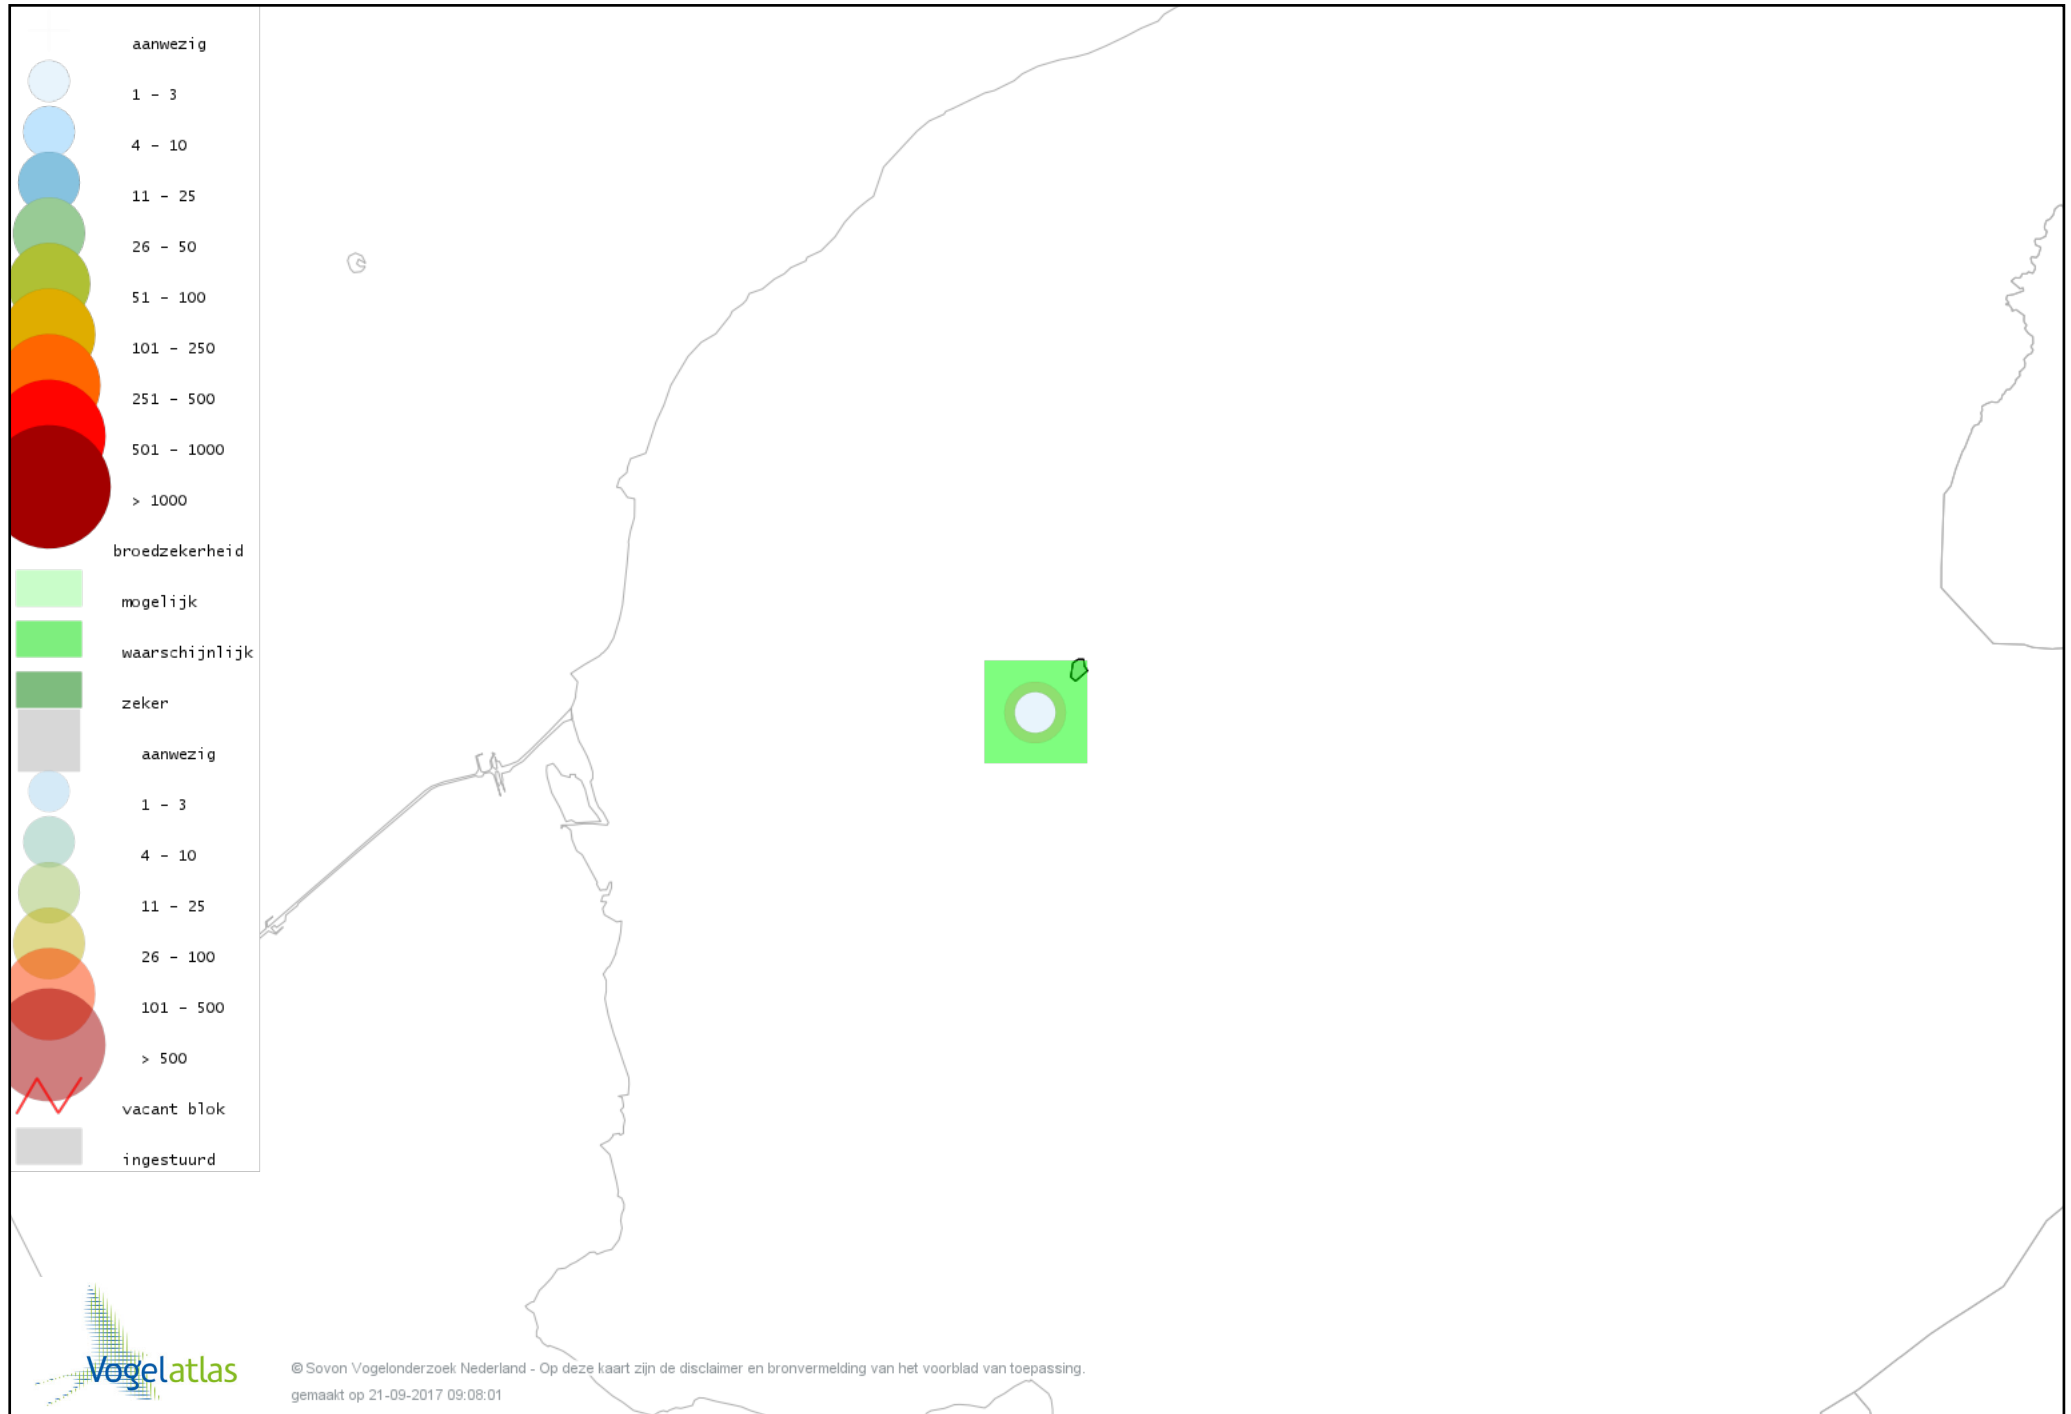 aanwezig
1 - 3
4 - 10
11 - 25
26 - 50
51 - 100
101 - 250
251 - 500
501 - 1000
> 1000
broedzekerheid
mogelijk
waarschijnlijk
zeker
aanwezig
1 - 3
4 - 10
11 - 25
26 - 100
101 - 500
> 500
vacant blok
ingestuurd
Vogelatlas
© Sovon Vogelonderzoek Nederland - Op deze kaart zijn de disclaimer en bronvermelding van het voorblad van toepassing.
gemaakt op 21-09-2017 09:08:01